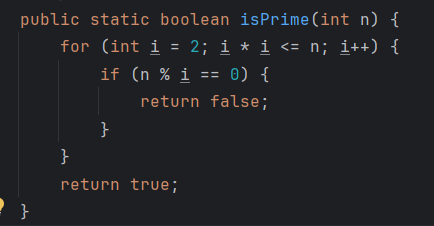 public static boolean isPrime(int n) {
    for (int i = 2; i * i <= n; i++) {
        if (n % i == 0) {
            return false;
        }
    }
    return true;
}